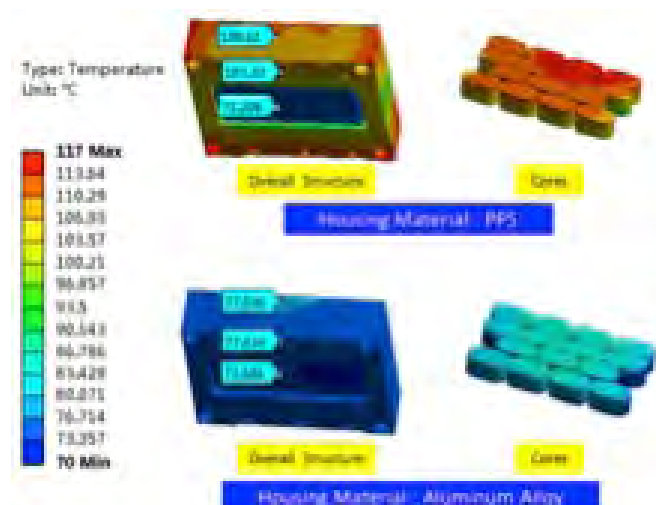 Type: Temperature
Unit: °C
117 Max
113.64
110.29
106.93
103.57
100.21
96.857
93.5
90.143
86.786
83.429
80.071
76.714
73.357
70 Min
Overall Structure
Cores
Housing Material: PPS
Overall Structure
Cores
Housing Material: Aluminum Alloy